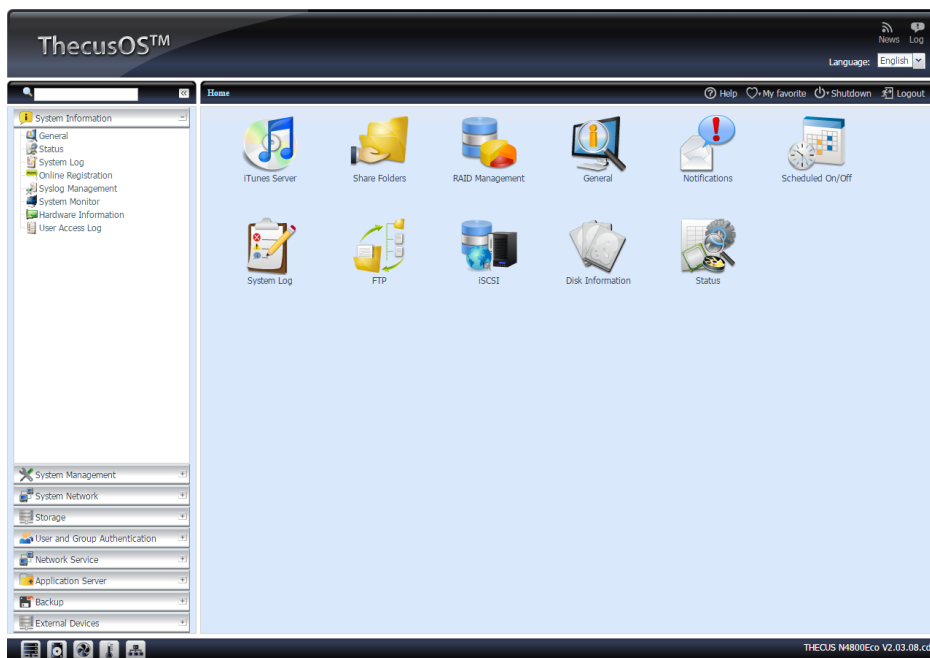 ThecusOS™
News Log
Language: English
Home
Help My favorite Shutdown Logout
System Information
General
Status
System Log
Online Registration
Syslog Management
System Monitor
Hardware Information
User Access Log
iTunes Server Share Folders RAID Management General Notifications Scheduled On/Off
System Log FTP iSCSI Disk Information Status
System Management
System Network
Storage
User and Group Authentication
Network Service
Application Server
Backup
External Devices
THECUS N4800Eco V2.03.08.cd